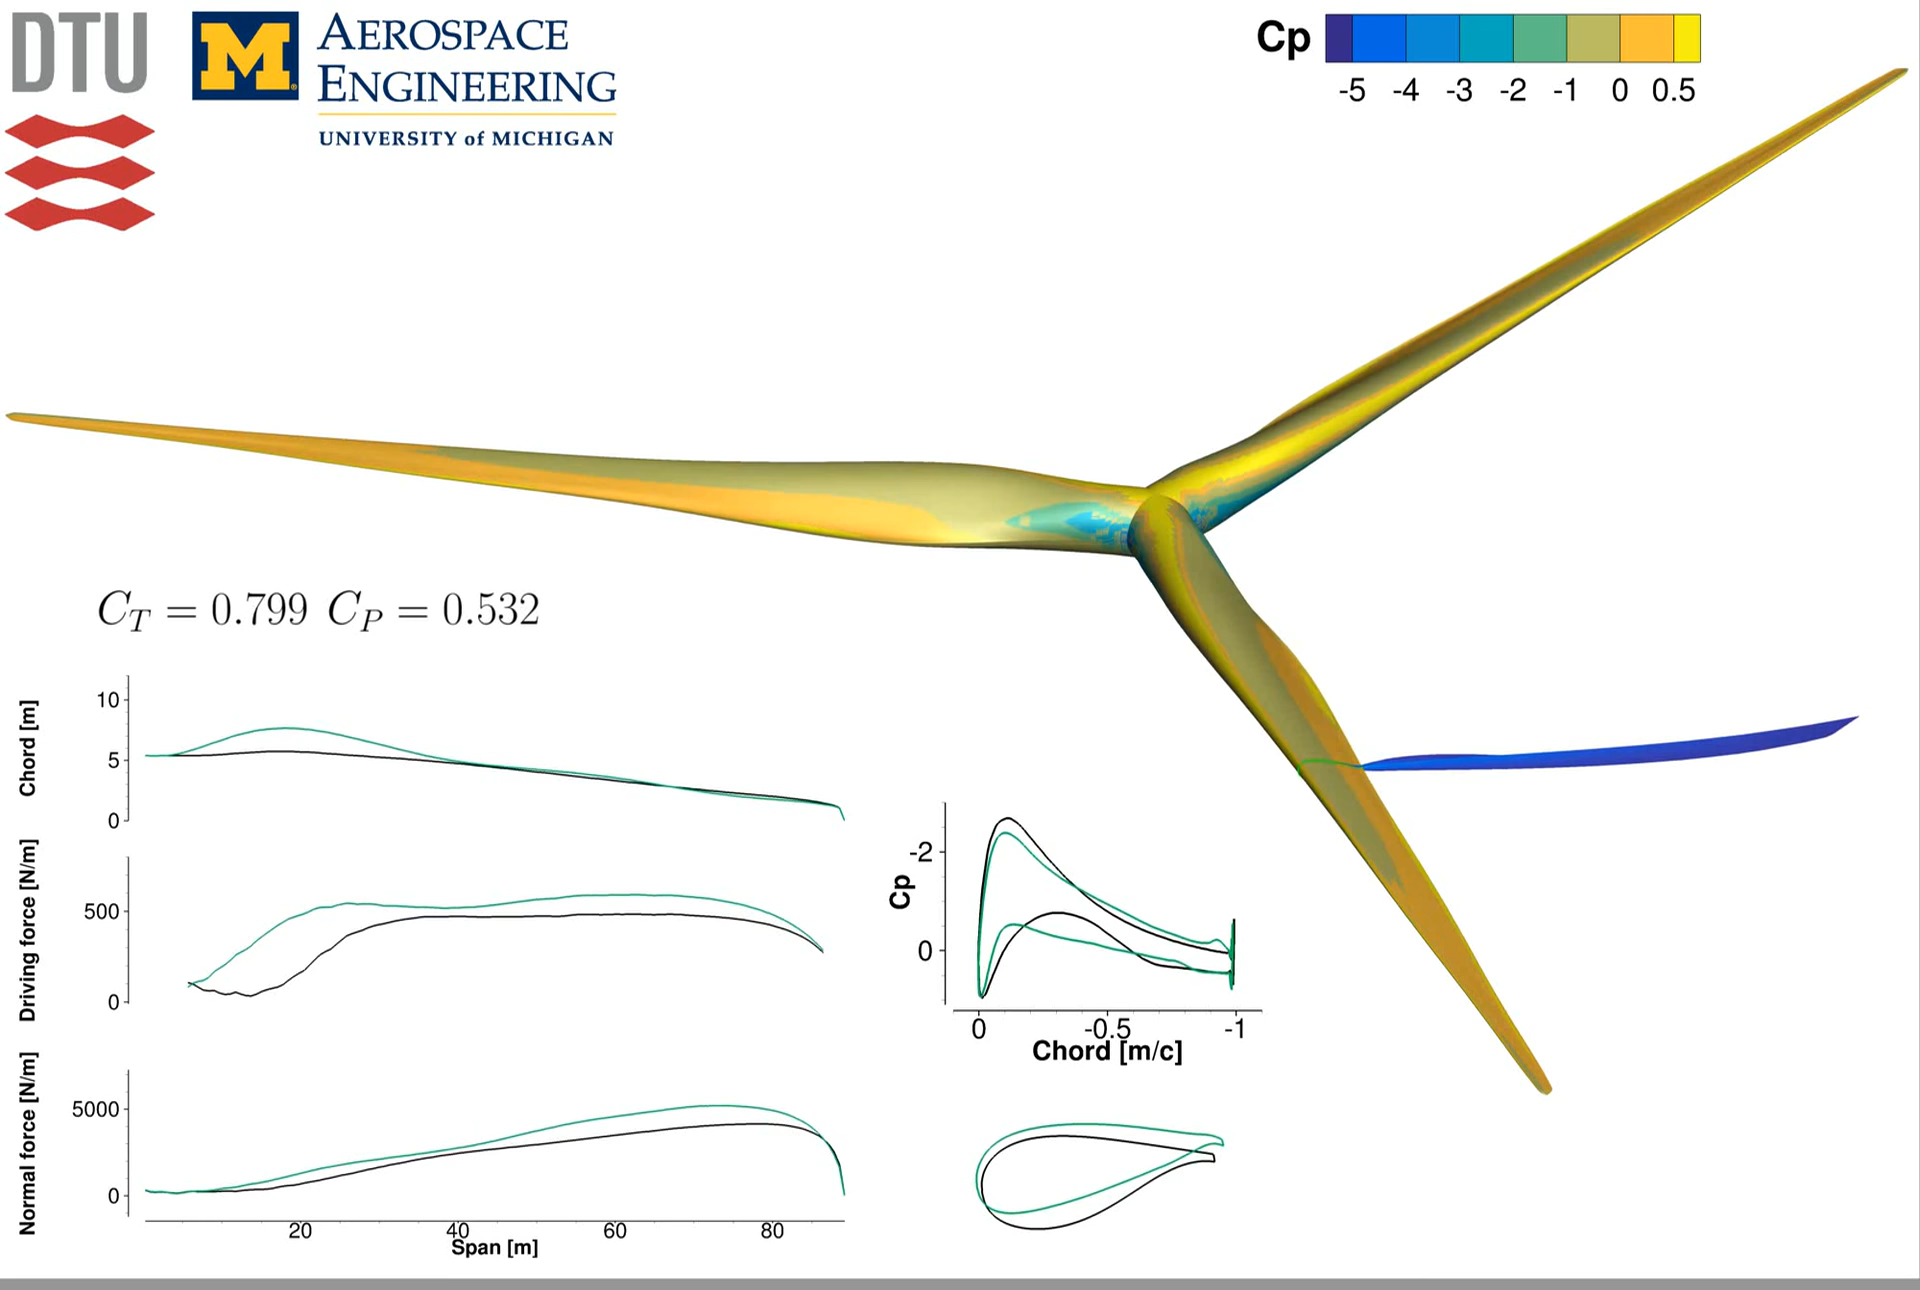 DTU
M
AEROSPACE
ENGINEERING
UNIVERSITY of MICHIGAN
Cp
-5 -4 -3 -2 -1 0 0.5
C_T = 0.799 C_P = 0.532
Chord [m]
10
5
0
Driving force [N/m]
500
0
Normal force [N/m]
5000
0
20 40 60 80
Span [m]
Cp
-2
0
0 -0.5 -1
Chord [m/c]